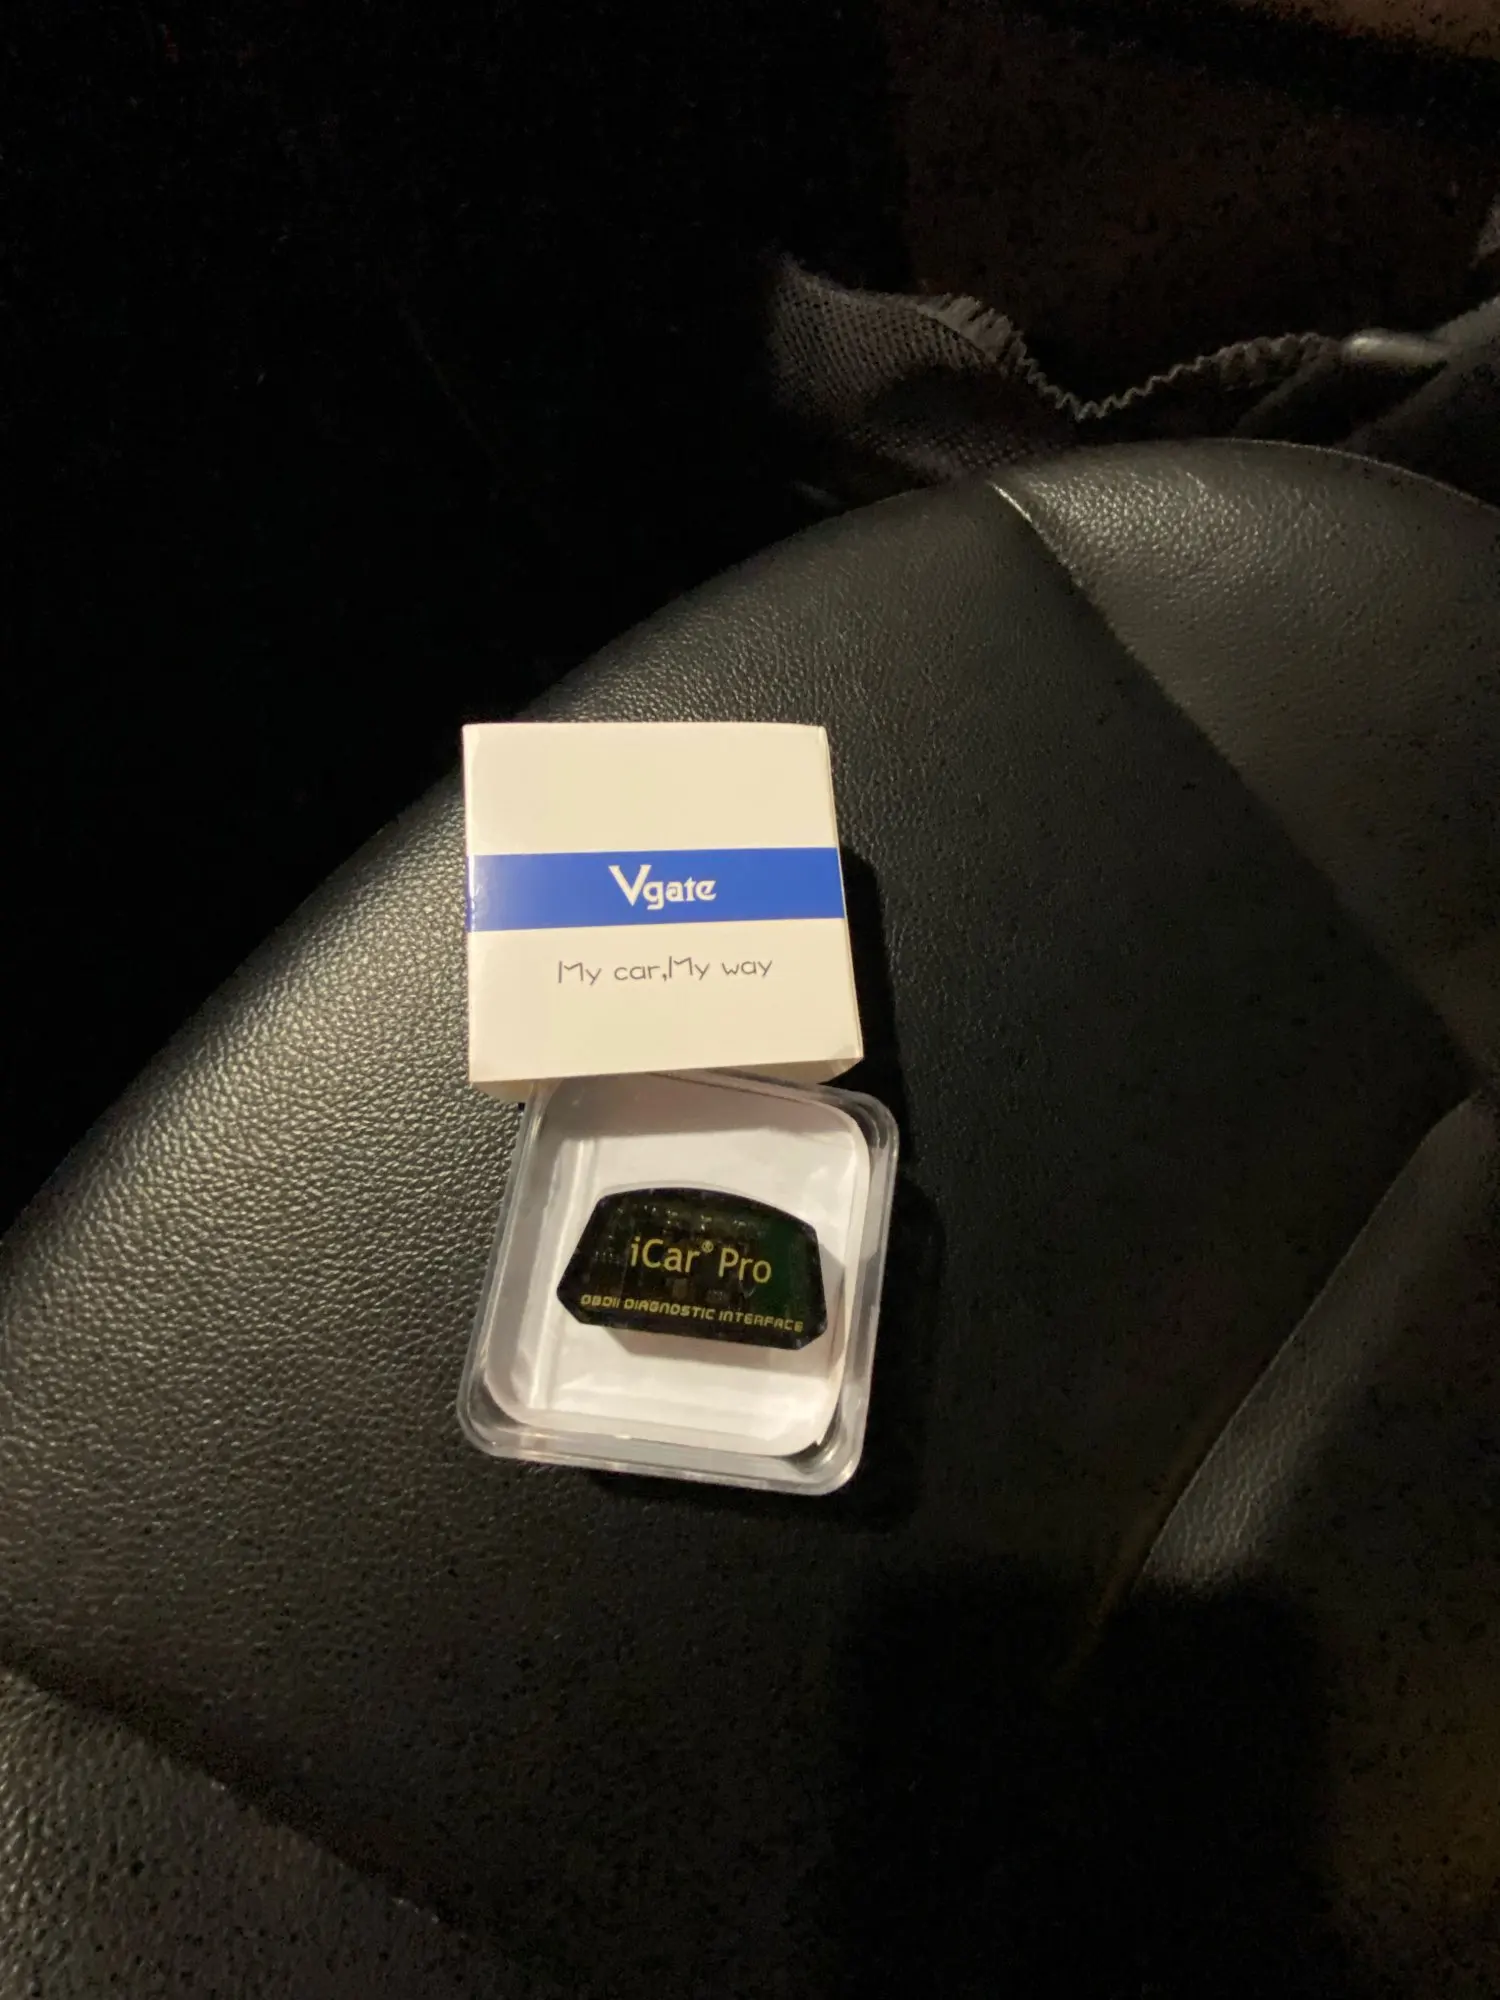 Vgate
My car,My way
iCar® Pro
OBDII DIAGNOSTIC INTERFACE